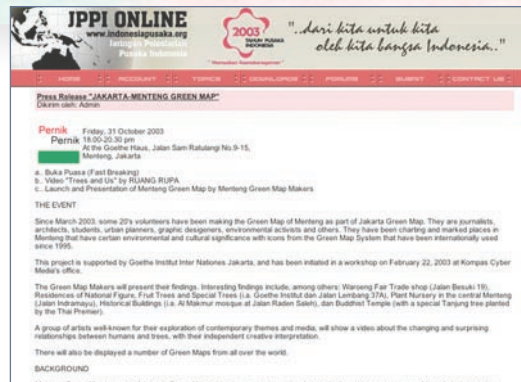 JPPI ONLINE
www.indonesiapusaka.org
Jaringan Pelestarian
Pusaka Indonesia
2003
TAHUN PUSAKA
INDONESIA
"Merayakan Keanekaragaman"
"..dari kita untuk kita
oleh kita bangsa Indonesia.."
HOME ACCOUNT TOPICS DOWNLOADS FORUMS SUBMIT CONTACT US
Press Release "JAKARTA-MENTENG GREEN MAP"
Dikirim oleh: Admin
Pernik
Pernik
Friday, 31 October 2003
18.00-20.30 pm
At the Goethe Haus, Jalan Sam Ratulangi No.9-15,
Menteng, Jakarta
a.. Buka Puasa (Fast Breaking)
b.. Video "Trees and Us" by RUANG RUPA
c.. Launch and Presentation of Menteng Green Map by Menteng Green Map Makers
THE EVENT
Since March 2003, some 20's volunteers have been making the Green Map of Menteng as part of Jakarta Green Map. They are journalists,
architects, students, urban planners, graphic desigeners, environmental activists and others. They have been charting and marked places in
Menteng that have certain environmental and cultural significance with icons from the Green Map System that have been internationally used
since 1995.
This project is supported by Goethe Institut Inter Nationes Jakarta, and has been initiated in a workshop on February 22, 2003 at Kompas Cyber
Media's office.
The Green Map Makers will present their findings. Interesting findings include, among others: Waroeng Fair Trade shop (Jalan Besuki 19),
Residences of National Figure, Fruit Trees and Special Trees (i.a. Goethe Institut dan Jalan Lembang 37A), Plant Nursery in the central Menteng
(Jalan Indramayu), Historical Buildings (i.a. Al Makmur mosque at Jalan Raden Saleh), dan Buddhist Temple (with a special Tanjung tree planted
by the Thai Premier).
A group of artists well-known for their exploration of contemporary themes and media, will show a video about the changing and surprising
relationships between humans and trees, with their independent creative interpretation.
There will also be displayed a number of Green Maps from all over the world.
BACKGROUND